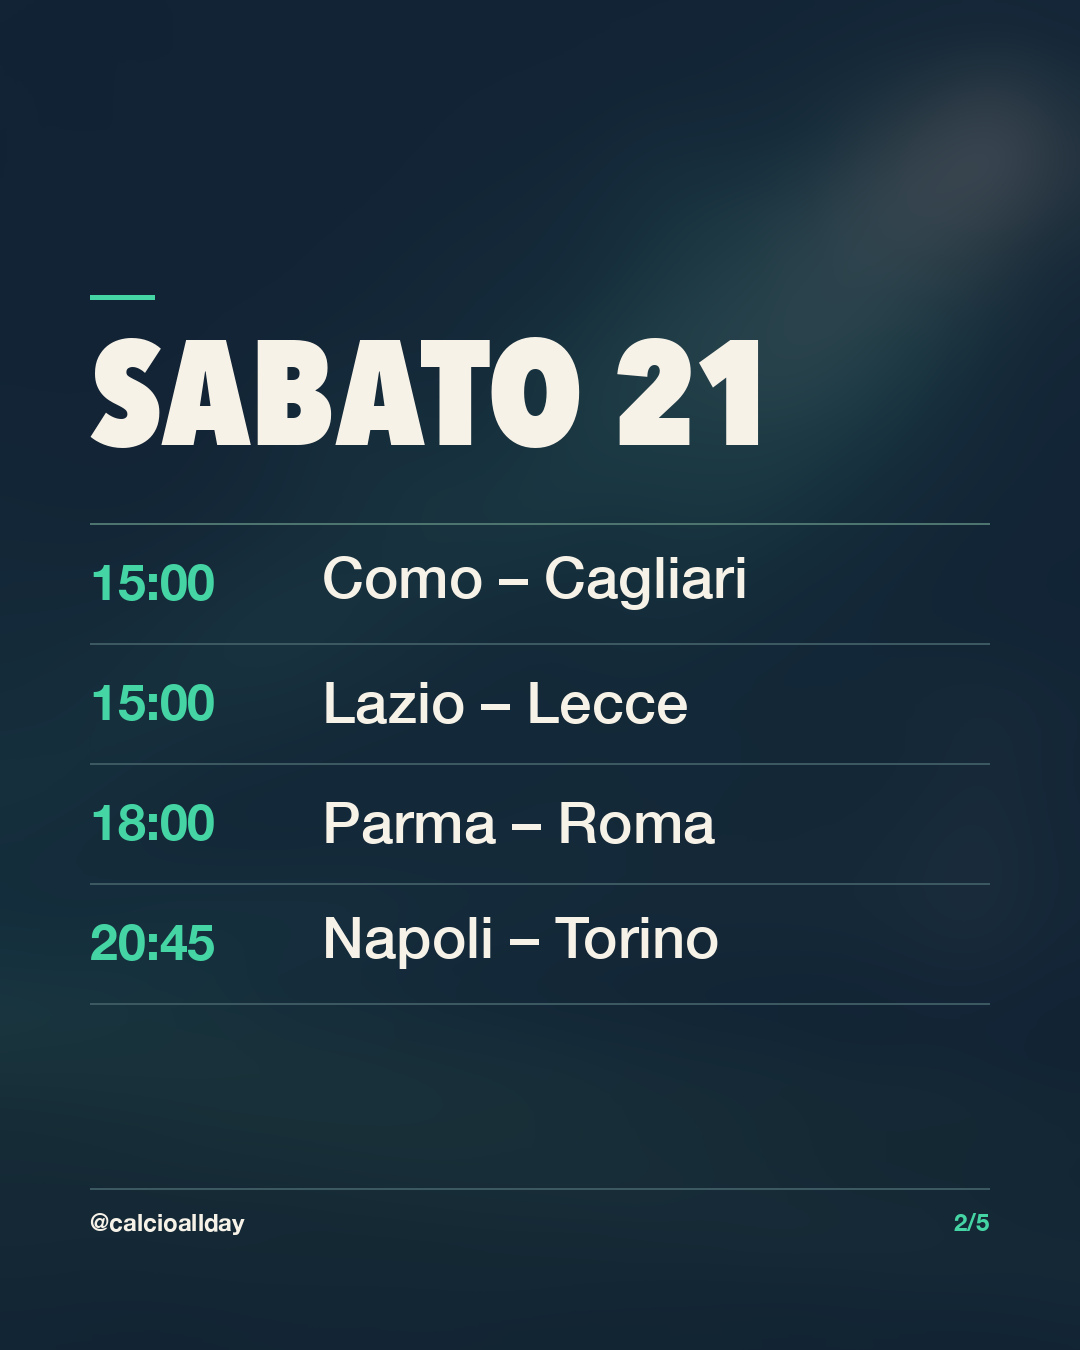 SABATO 21
15:00 Como – Cagliari
15:00 Lazio – Lecce
18:00 Parma – Roma
20:45 Napoli – Torino
@calcioallday 2/5